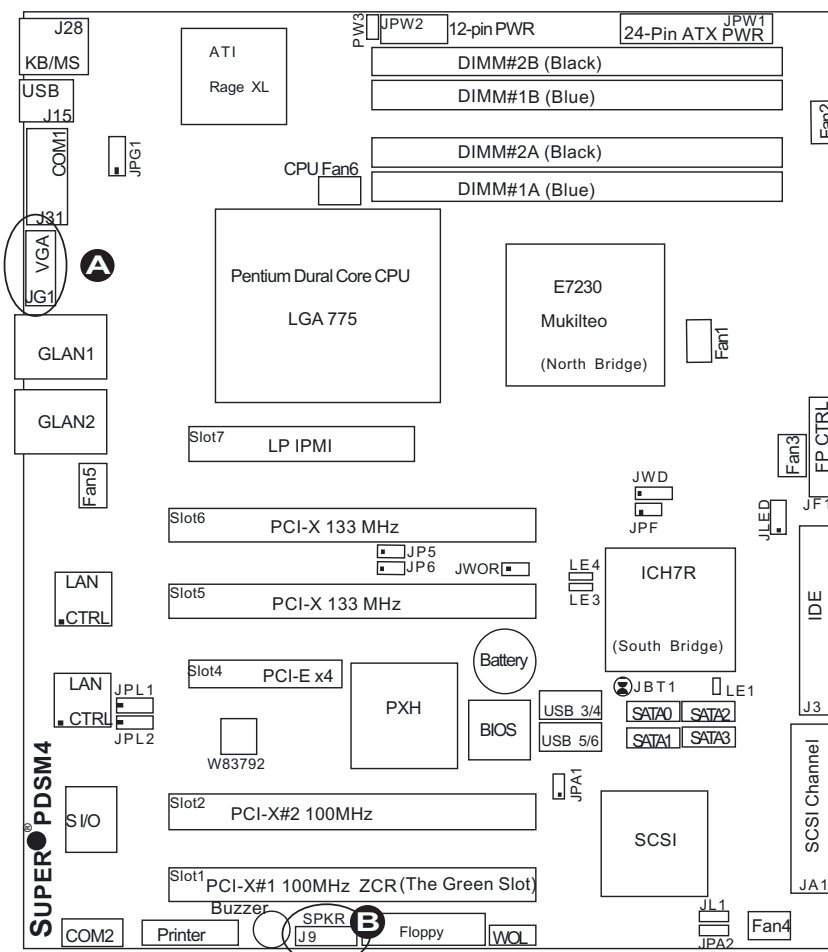 J28
KB/MS
USB
J15
COM1
J31
VGA
JG1
A
GLAN1
GLAN2
Fan5
JPG1
ATI
Rage XL
PW3
JPW2
12-pin PWR
JPW1
24-Pin ATX PWR
DIMM#2B (Black)
DIMM#1B (Blue)
DIMM#2A (Black)
DIMM#1A (Blue)
Fan2
CPU Fan6
Pentium Dural Core CPU
LGA 775
E7230
Mukilteo
(North Bridge)
Fan1
Slot7
LP IPMI
Fan3
FP CTRL
JF1
JLED
JWD
JPF
Slot6
PCI-X 133 MHz
JP5
JP6
JWOR
LE4
LE3
ICH7R
(South Bridge)
IDE
J3
LAN
CTRL
Slot5
PCI-X 133 MHz
Battery
Slot4
PCI-E x4
PXH
BIOS
USB 3/4
USB 5/6
JBT1
LE1
SATA0
SATA2
SATA1
SATA3
LAN
CTRL
JPL1
JPL2
W83792
JPA1
SUPER® PDSM4
S I/O
Slot2
PCI-X#2 100MHz
SCSI
SCSI Channel
JA1
Slot1
PCI-X#1 100MHz ZCR (The Green Slot)
COM2
Printer
Buzzer
SPKR
J9
B
Floppy
WOL
JL1
JPA2
Fan4